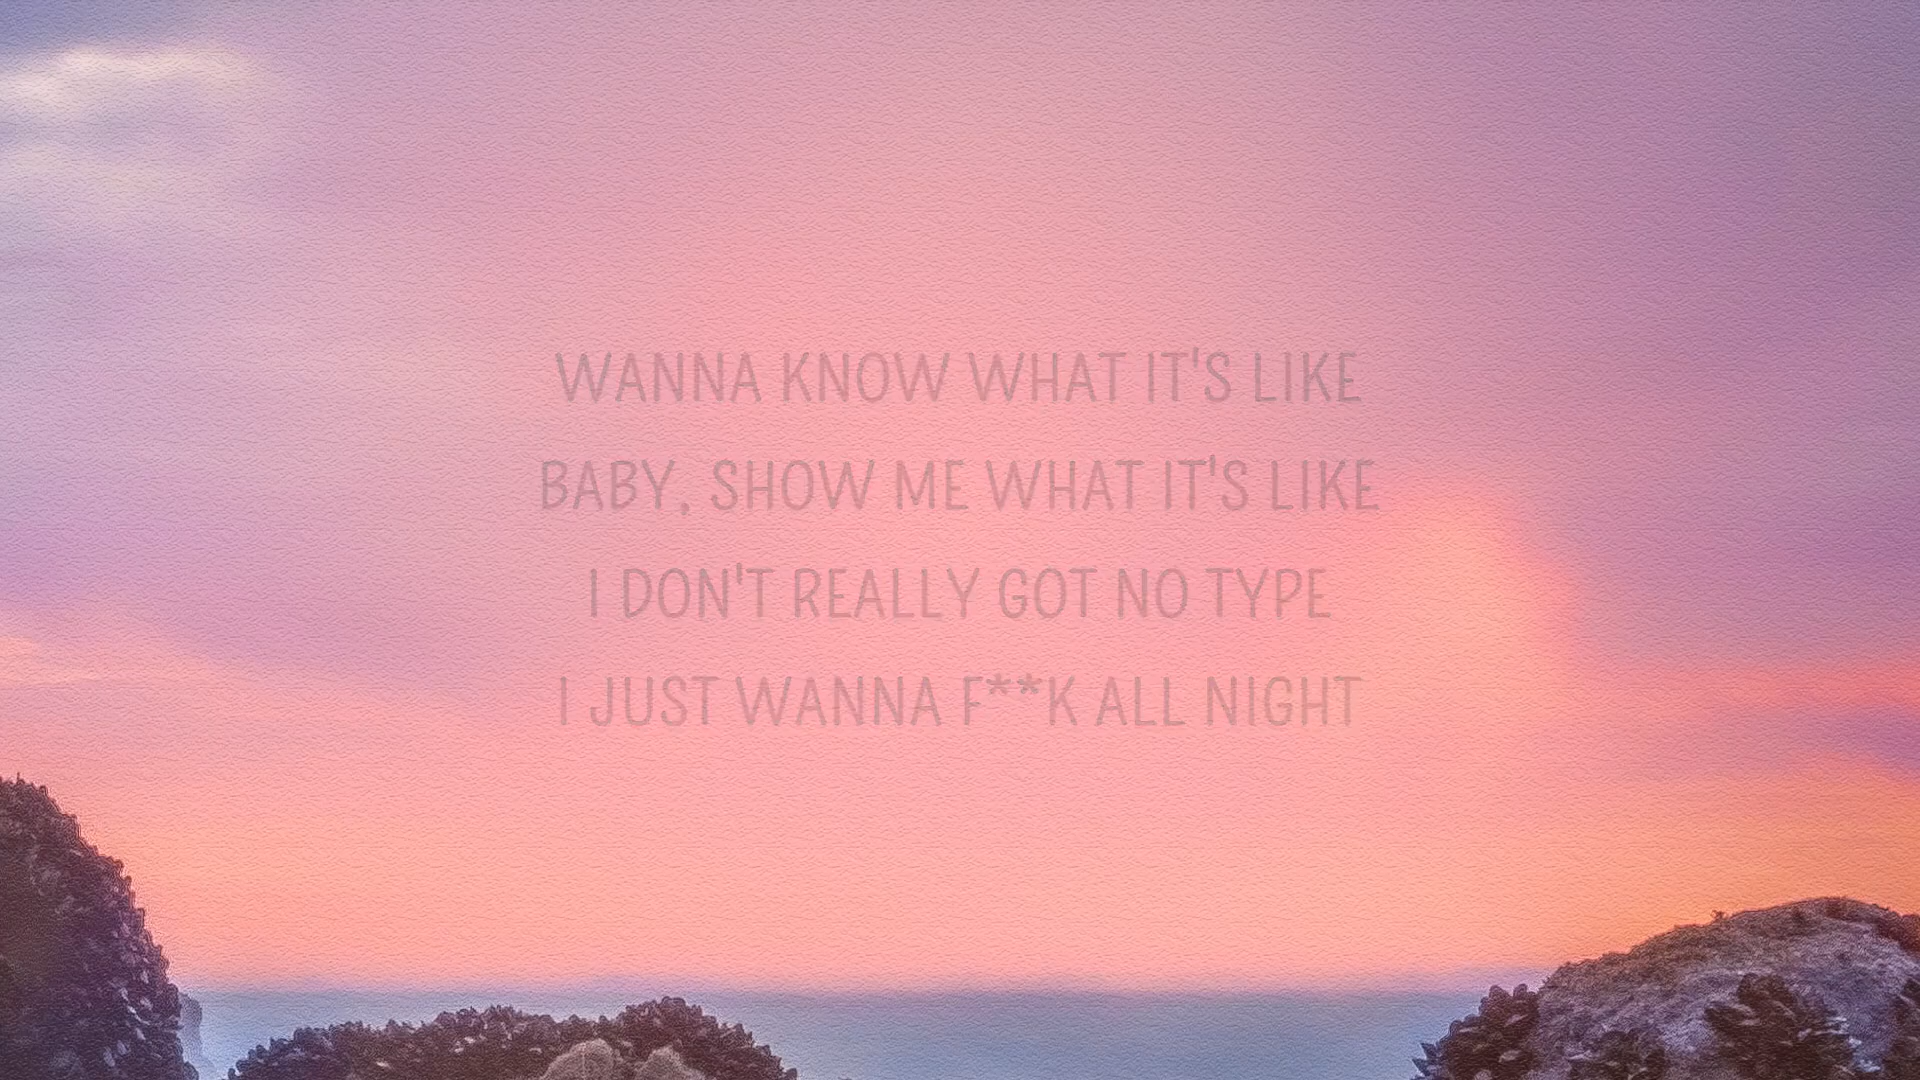 WANNA KNOW WHAT IT'S LIKE
BABY, SHOW ME WHAT IT'S LIKE
I DON'T REALLY GOT NO TYPE
I JUST WANNA F**K ALL NIGHT